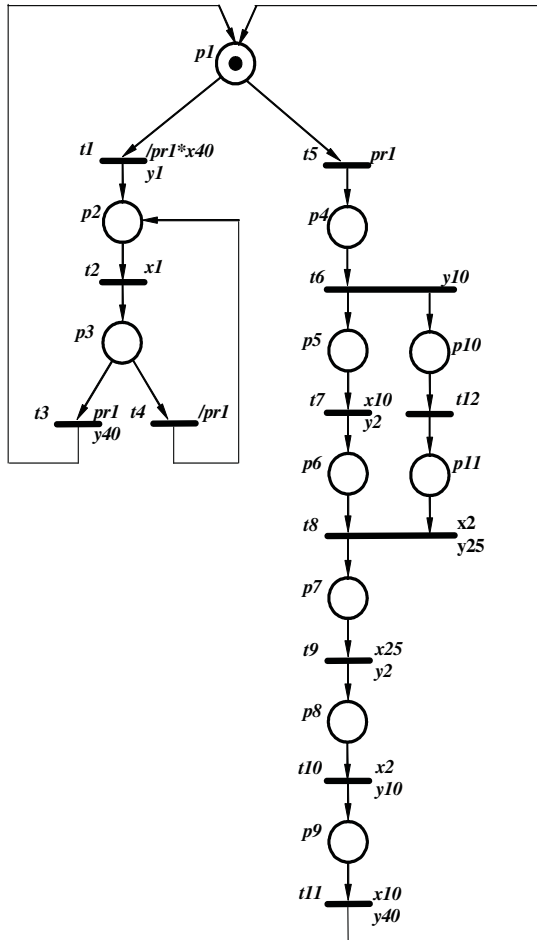 p1
t1 /pr1*x40
y1
t5 pr1
p2
p4
t2 x1
t6 y10
p3
p5
p10
t3 pr1
y40
t4 /pr1
t7 x10
y2
t12
p6
p11
t8 x2
y25
p7
t9 x25
y2
p8
t10 x2
y10
p9
t11 x10
y40